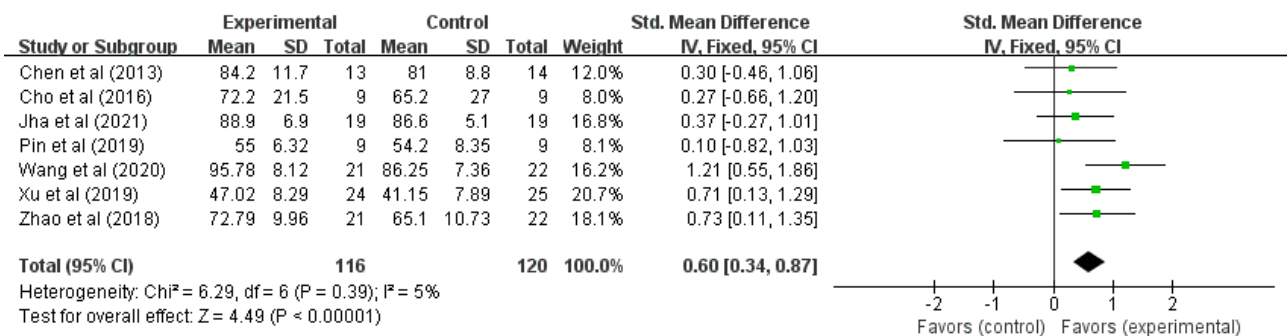 Experimental Control Std. Mean Difference Std. Mean Difference
Study or Subgroup Mean SD Total Mean SD Total Weight IV, Fixed, 95% CI IV, Fixed, 95% CI
Chen et al (2013) 84.2 11.7 13 81 8.8 14 12.0% 0.30 [-0.46, 1.06]
Cho et al (2016) 72.2 21.5 9 65.2 27 9 8.0% 0.27 [-0.66, 1.20]
Jha et al (2021) 88.9 6.9 19 86.6 5.1 19 16.8% 0.37 [-0.27, 1.01]
Pin et al (2019) 55 6.32 9 54.2 8.35 9 8.1% 0.10 [-0.82, 1.03]
Wang et al (2020) 95.78 8.12 21 86.25 7.36 22 16.2% 1.21 [0.55, 1.86]
Xu et al (2019) 47.02 8.29 24 41.15 7.89 25 20.7% 0.71 [0.13, 1.29]
Zhao et al (2018) 72.79 9.96 21 65.1 10.73 22 18.1% 0.73 [0.11, 1.35]
Total (95% CI) 116 120 100.0% 0.60 [0.34, 0.87]
Heterogeneity: Chi² = 6.29, df = 6 (P = 0.39); I² = 5%
Test for overall effect: Z = 4.49 (P < 0.00001)
-2 -1 0 1 2
Favors (control) Favors (experimental)